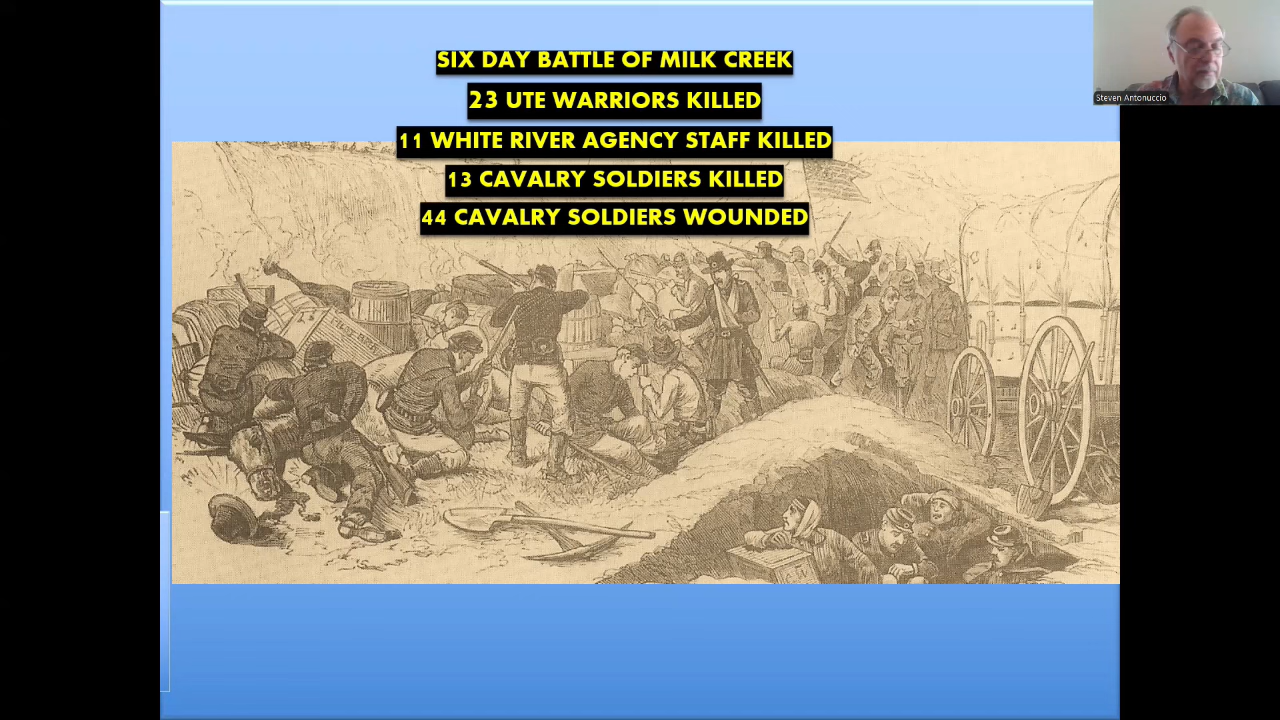 SIX DAY BATTLE OF MILK CREEK
23 UTE WARRIORS KILLED
11 WHITE RIVER AGENCY STAFF KILLED
13 CAVALRY SOLDIERS KILLED
44 CAVALRY SOLDIERS WOUNDED
Steven Antonuccio